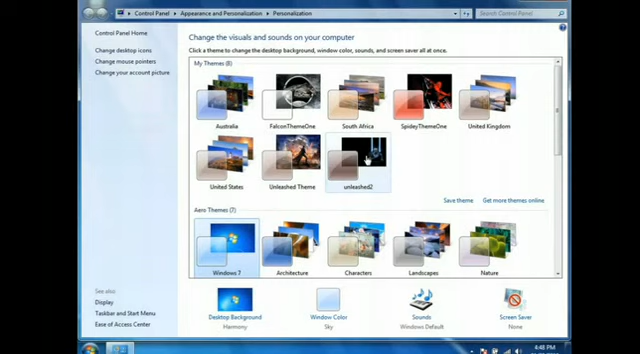 Control Panel ▸ Appearance and Personalization ▸ Personalization
Search Control Panel
Control Panel Home
Change desktop icons
Change mouse pointers
Change your account picture
Change the visuals and sounds on your computer
Click a theme to change the desktop background, window color, sounds, and screen saver all at once.
My Themes (8)
Australia
FalconThemeOne
South Africa
SpideyThemeOne
United Kingdom
United States
Unleashed Theme
unleashed2
Save theme
Get more themes online
Aero Themes (7)
Windows 7
Architecture
Characters
Landscapes
Nature
See also
Display
Taskbar and Start Menu
Ease of Access Center
Desktop Background
Harmony
Window Color
Sky
Sounds
Windows Default
Screen Saver
None
4:48 PM